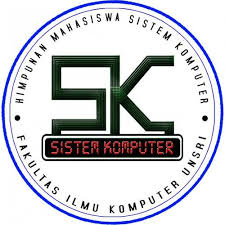 · HIMPUNAN MAHASISWA SISTEM KOMPUTER ·
SK
SISTEM KOMPUTER
FAKULTAS ILMU KOMPUTER UNSRI